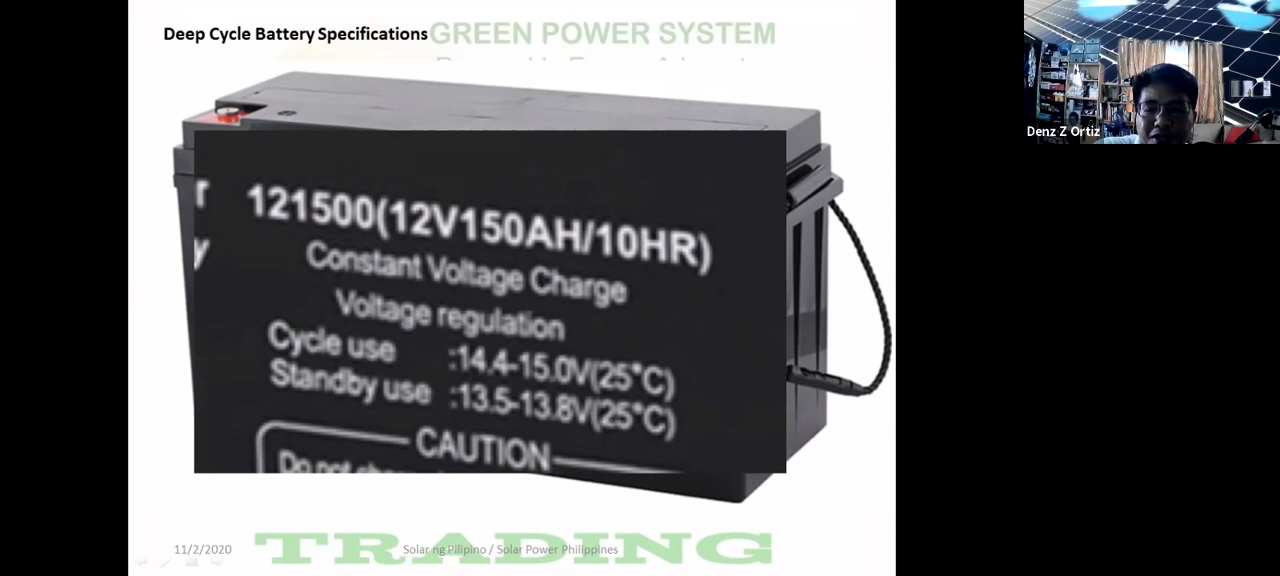 Deep Cycle Battery Specifications GREEN POWER SYSTEM
Denz Z Ortiz
r
y
121500(12V150AH/10HR)
Constant Voltage Charge
Voltage regulation
Cycle use :14.4-15.0V(25°C)
Standby use :13.5-13.8V(25°C)
CAUTION
Do not
11/2/2020
Solar ng Pilipino / Solar Power Philippines
TRADING